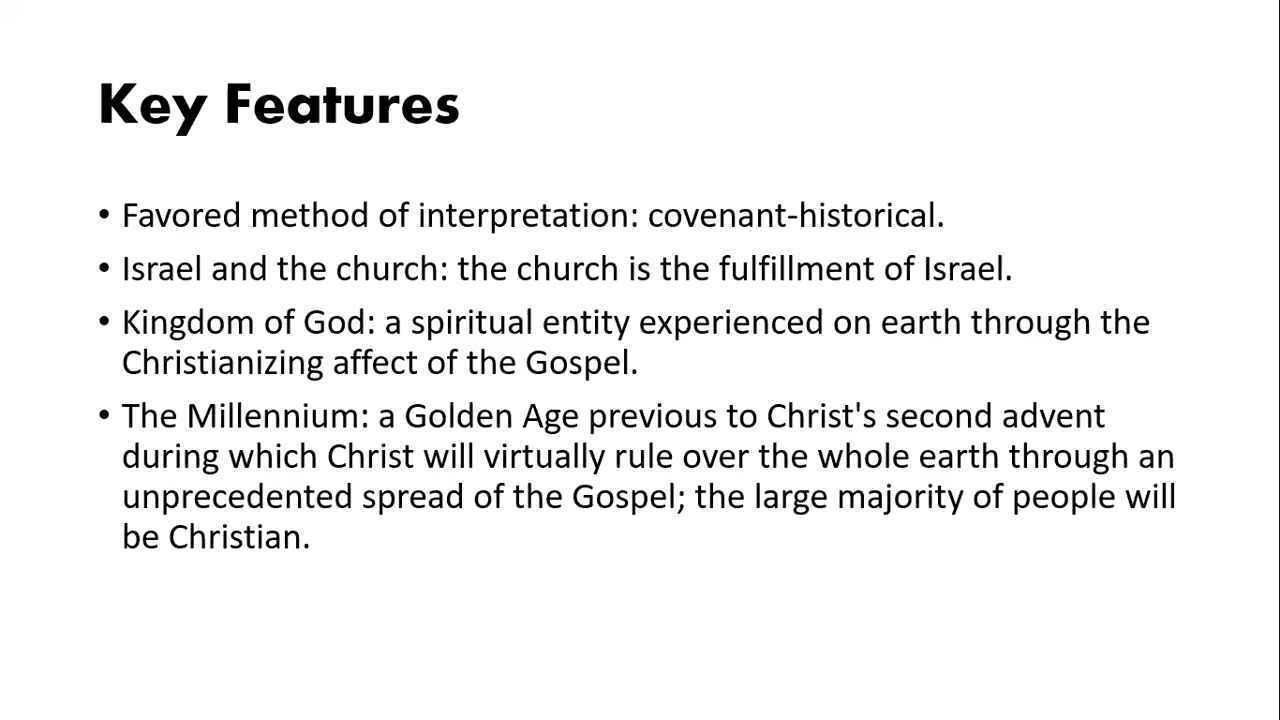 Key Features
• Favored method of interpretation: covenant-historical.
• Israel and the church: the church is the fulfillment of Israel.
• Kingdom of God: a spiritual entity experienced on earth through the
Christianizing affect of the Gospel.
• The Millennium: a Golden Age previous to Christ's second advent
during which Christ will virtually rule over the whole earth through an
unprecedented spread of the Gospel; the large majority of people will
be Christian.